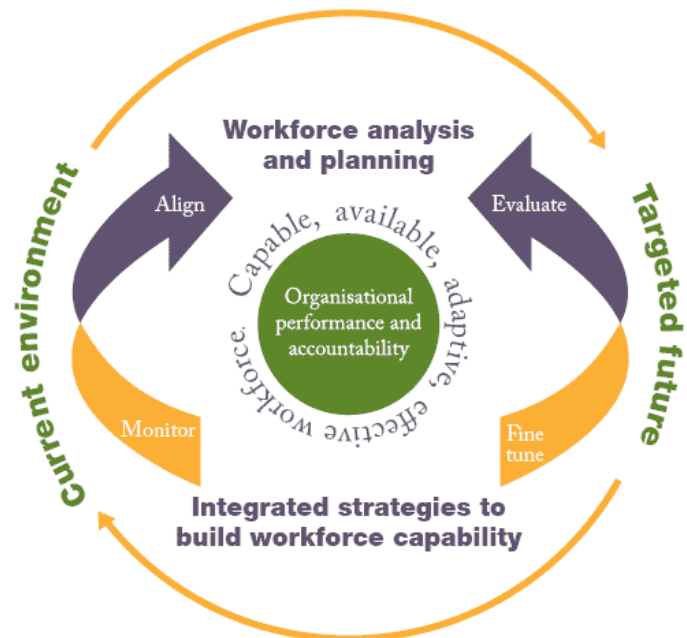 Workforce analysis
and planning
Current environment
Align
Evaluate
Targeted future
Capable, available, adaptive, effective workforce.
Organisational
performance and
accountability
Monitor
Fine
tune
Integrated strategies to
build workforce capability